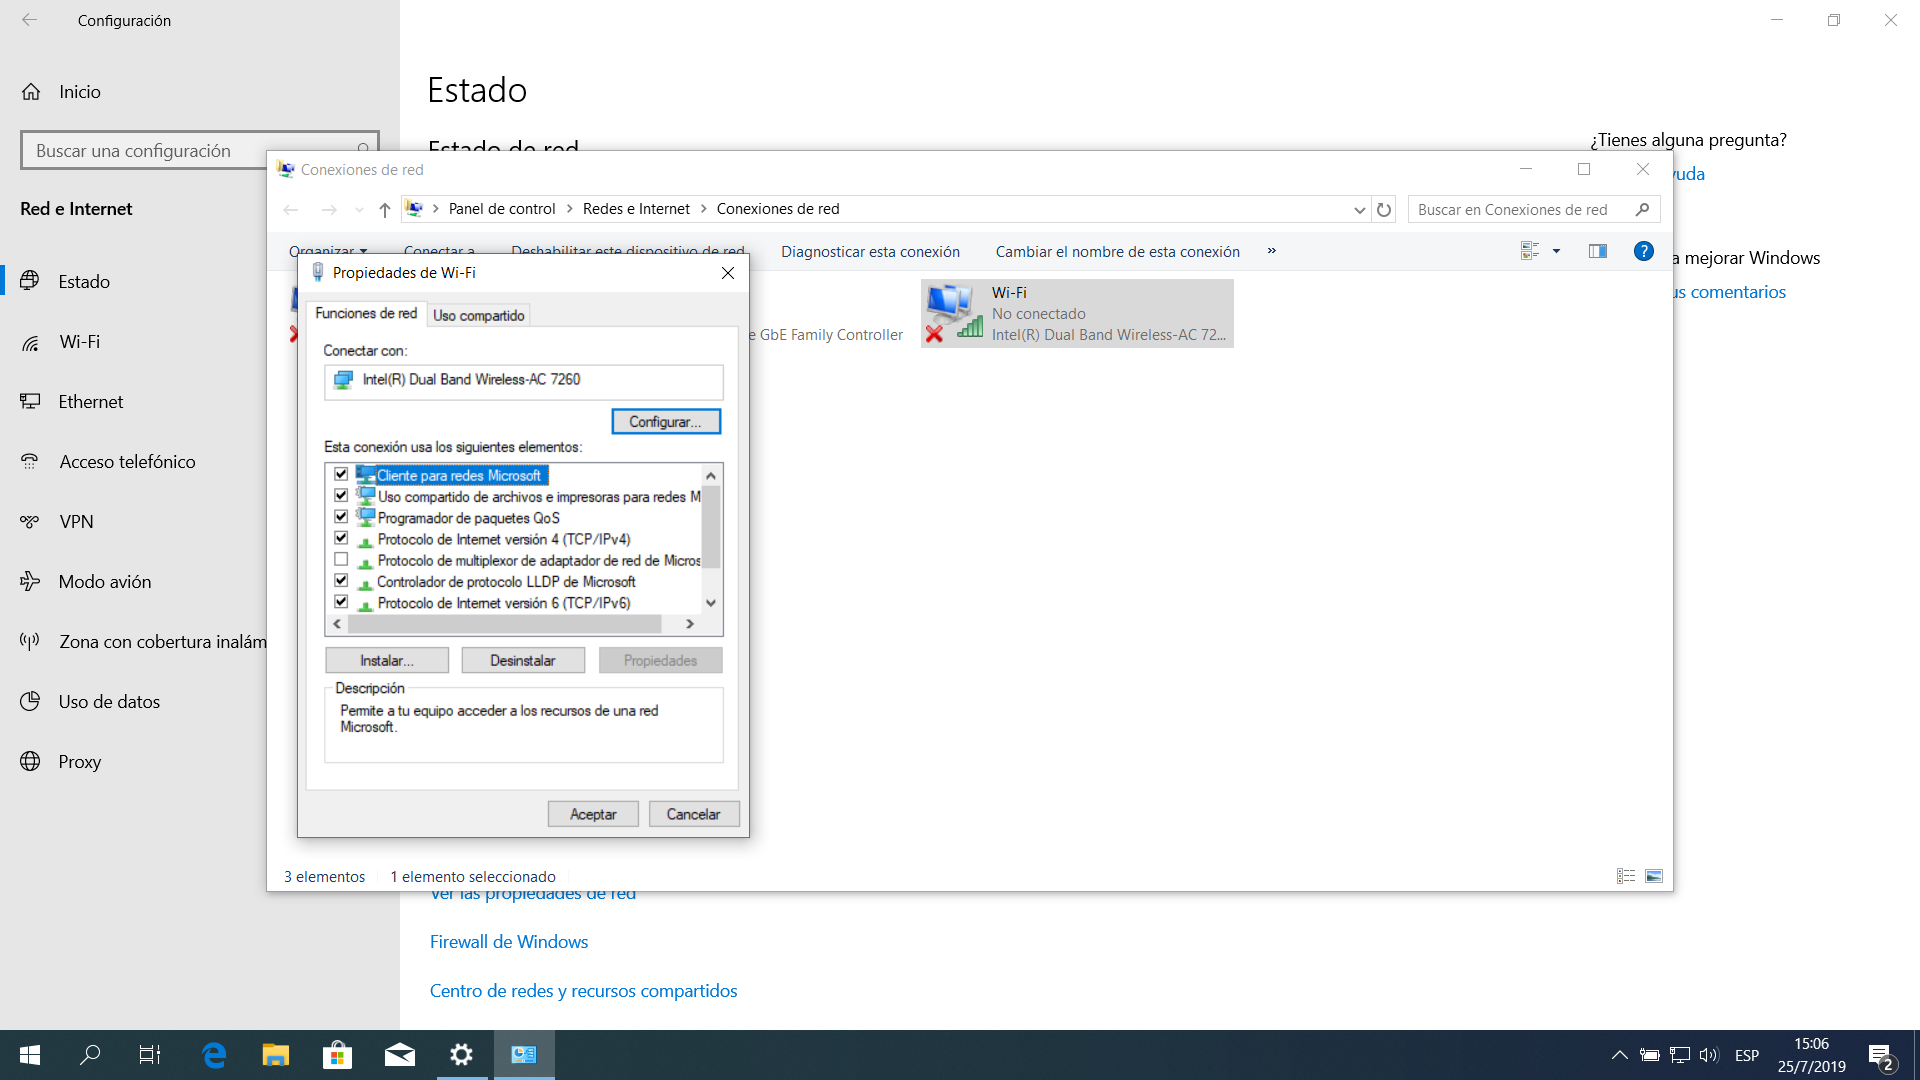 Configuración
Inicio
Buscar una configuración
Red e Internet
Estado
Wi-Fi
Ethernet
Acceso telefónico
VPN
Modo avión
Zona con cobertura inalám
Uso de datos
Proxy
Estado
Estado de red
¿Tienes alguna pregunta?
yuda
a mejorar Windows
us comentarios
Conexiones de red
Panel de control > Redes e Internet > Conexiones de red
Buscar en Conexiones de red
Organizar
Conectar a
Deshabilitar este dispositivo de red
Diagnosticar esta conexión
Cambiar el nombre de esta conexión
»
e GbE Family Controller
Wi-Fi
No conectado
Intel(R) Dual Band Wireless-AC 72...
Propiedades de Wi-Fi
Funciones de red
Uso compartido
Conectar con:
Intel(R) Dual Band Wireless-AC 7260
Configurar...
Esta conexión usa los siguientes elementos:
Cliente para redes Microsoft
Uso compartido de archivos e impresoras para redes M
Programador de paquetes QoS
Protocolo de Internet versión 4 (TCP/IPv4)
Protocolo de multiplexor de adaptador de red de Micros
Controlador de protocolo LLDP de Microsoft
Protocolo de Internet versión 6 (TCP/IPv6)
Instalar...
Desinstalar
Propiedades
Descripción
Permite a tu equipo acceder a los recursos de una red
Microsoft.
Aceptar
Cancelar
3 elementos
1 elemento seleccionado
Ver las propiedades de red
Firewall de Windows
Centro de redes y recursos compartidos
ESP
15:06
25/7/2019
2